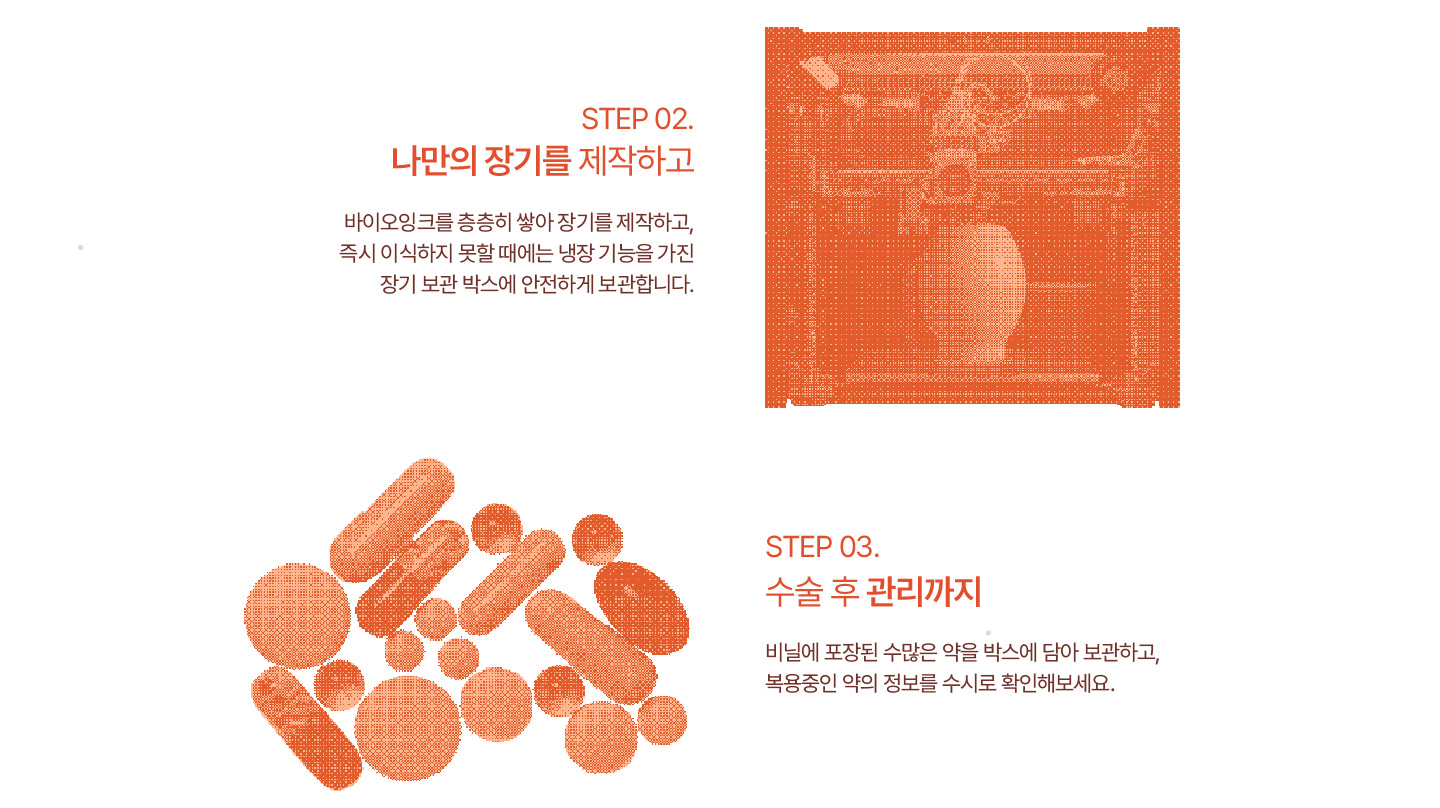 STEP 02.
나만의 장기를 제작하고
바이오잉크를 층층히 쌓아 장기를 제작하고,
즉시 이식하지 못할 때에는 냉장 기능을 가진
장기 보관 박스에 안전하게 보관합니다.
STEP 03.
수술 후 관리까지
비닐에 포장된 수많은 약을 박스에 담아 보관하고,
복용중인 약의 정보를 수시로 확인해보세요.